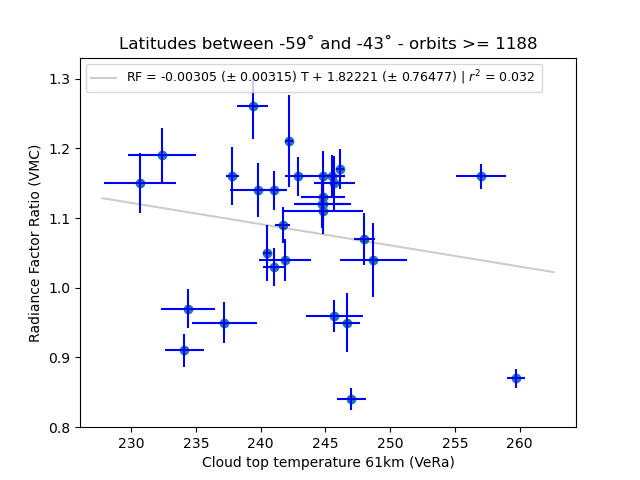 Latitudes between -59˚ and -43˚ - orbits >= 1188
RF = -0.00305 (± 0.00315) T + 1.82221 (± 0.76477) | r² = 0.032
Radiance Factor Ratio (VMC)
1.3
1.2
1.1
1.0
0.9
0.8
230 235 240 245 250 255 260
Cloud top temperature 61km (VeRa)